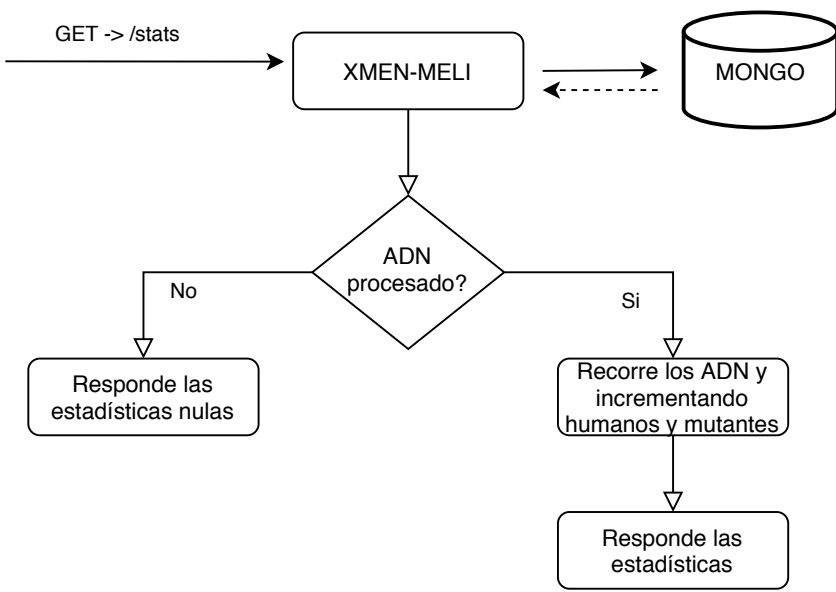 GET -> /stats
XMEN-MELI
MONGO
ADN
procesado?
No
Si
Responde las
estadísticas nulas
Recorre los ADN y
incrementando
humanos y mutantes
Responde las
estadísticas